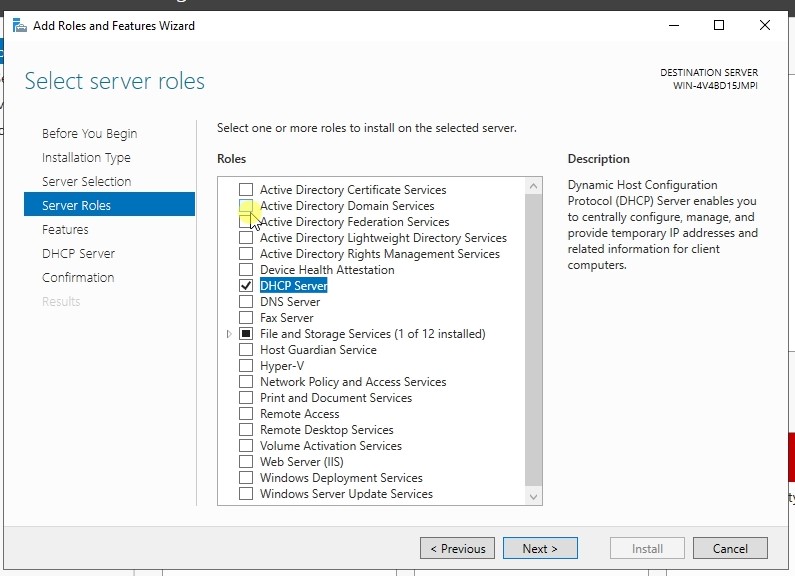 Add Roles and Features Wizard
Select server roles
DESTINATION SERVER
WIN-4V4BD15JMPI
Before You Begin
Installation Type
Server Selection
Server Roles
Features
DHCP Server
Confirmation
Results
Select one or more roles to install on the selected server.
Roles
Active Directory Certificate Services
Active Directory Domain Services
Active Directory Federation Services
Active Directory Lightweight Directory Services
Active Directory Rights Management Services
Device Health Attestation
DHCP Server
DNS Server
Fax Server
File and Storage Services (1 of 12 installed)
Host Guardian Service
Hyper-V
Network Policy and Access Services
Print and Document Services
Remote Access
Remote Desktop Services
Volume Activation Services
Web Server (IIS)
Windows Deployment Services
Windows Server Update Services
Description
Dynamic Host Configuration
Protocol (DHCP) Server enables you
to centrally configure, manage, and
provide temporary IP addresses and
related information for client
computers.
< Previous
Next >
Install
Cancel